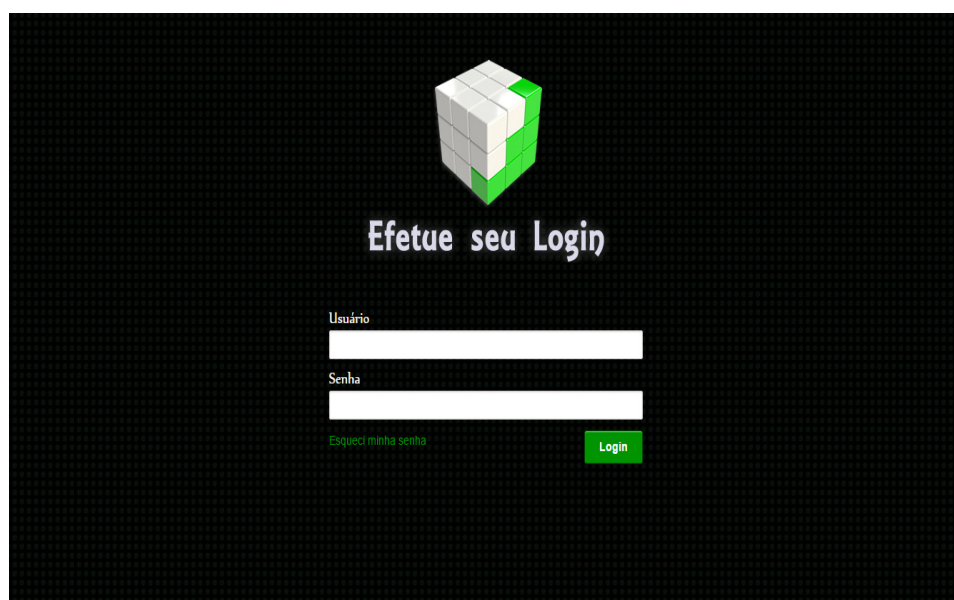 Efetue seu Login
Usuário
Senha
Esqueci minha senha
Login